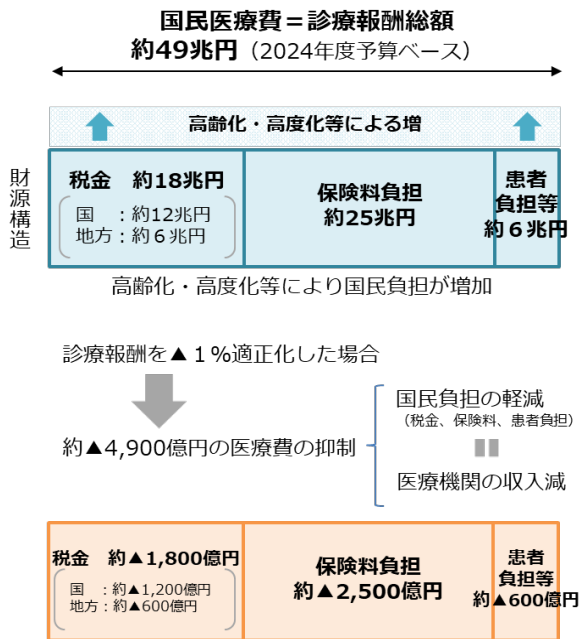 国民医療費＝診療報酬総額
約49兆円（2024年度予算ベース）
高齢化・高度化等による増
財源構造
税金　約18兆円
国　：約12兆円
地方：約６兆円
保険料負担
約25兆円
患者
負担等
約６兆円
高齢化・高度化等により国民負担が増加
診療報酬を▲１％適正化した場合
約▲4,900億円の医療費の抑制
国民負担の軽減
（税金、保険料、患者負担）
医療機関の収入減
税金　約▲1,800億円
国　：約▲1,200億円
地方：約▲600億円
保険料負担
約▲2,500億円
患者
負担等
約▲600億円